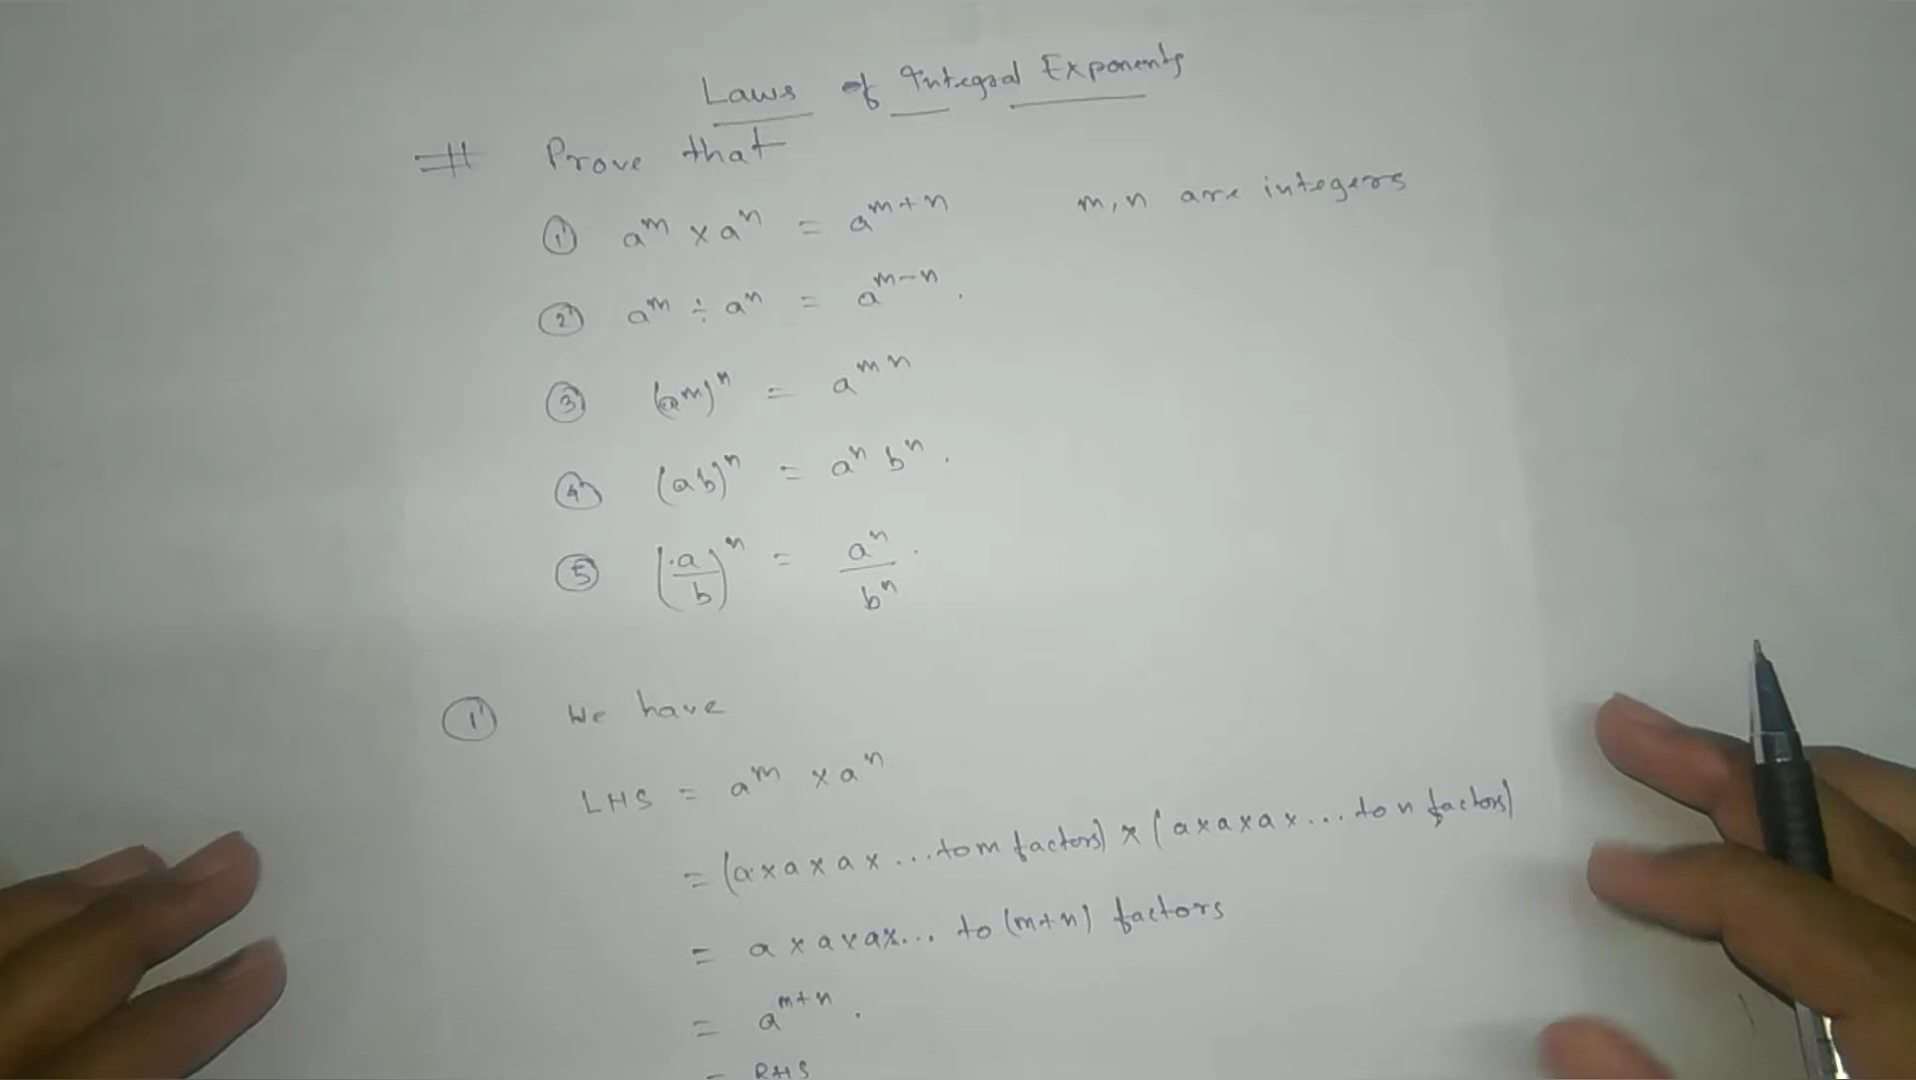 Laws of Integral Exponents
# Prove that
① a^m × a^n = a^(m+n) m, n are integers
② a^m ÷ a^n = a^(m-n).
③ (a^m)^n = a^(mn)
④ (ab)^n = a^n b^n.
⑤ (a/b)^n = a^n/b^n.
① We have
LHS = a^m × a^n
= (a×a×a×...to m factors) × (a×a×a×...to n factors)
= a×a×a×... to (m+n) factors
= a^(m+n).
= RHS